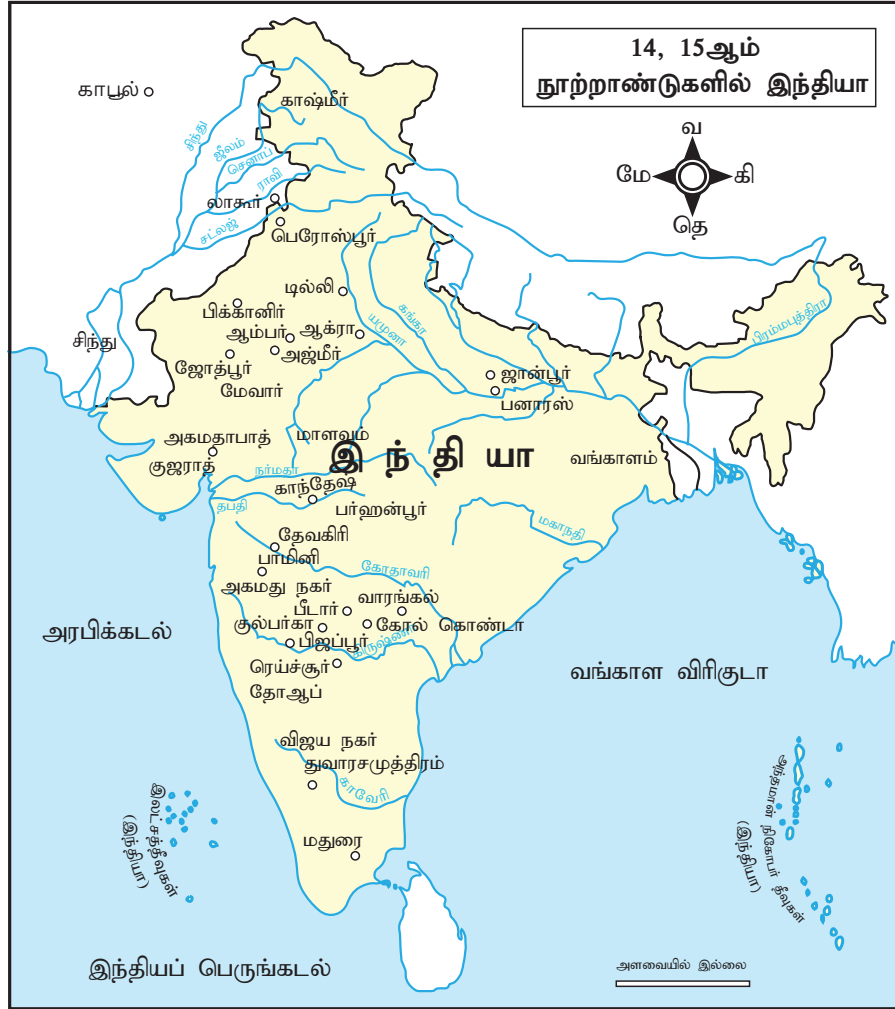 14, 15ஆம்
நூற்றாண்டுகளில் இந்தியா
வ
மே
கி
தெ
காபூல்
காஷ்மீர்
சிந்து
ஜீலம்
செனாப்
ராவி
லாகூர்
சட்லஜ்
பெரோஸ்பூர்
டில்லி
பிக்கானிர்
ஆம்பர்
ஆக்ரா
அஜ்மீர்
யமுனா
கங்கா
பிரம்மபுத்திரா
சிந்து
ஜோத்பூர்
மேவார்
ஜான்பூர்
பனாரஸ்
அகமதாபாத்
மாளவம்
குஜராத்
இந்தியா
வங்காளம்
நர்மதா
காந்தேஷ்
தபதி
பர்ஹன்பூர்
மகாநதி
தேவகிரி
பாமினி
கோதாவரி
அகமது நகர்
வாரங்கல்
பீடார்
குல்பர்கா
கோல் கொண்டா
பிஜப்பூர்
கிருஷ்ணா
ரெய்ச்சூர்
தோஆப்
அரபிக்கடல்
வங்காள விரிகுடா
விஜய நகர்
துவாரசமுத்திரம்
காவேரி
மதுரை
இலட்சத்தீவுகள்
(இந்தியா)
அந்தமான் நிகோபர் தீவுகள்
(இந்தியா)
இந்தியப் பெருங்கடல்
அளவையில் இல்லை